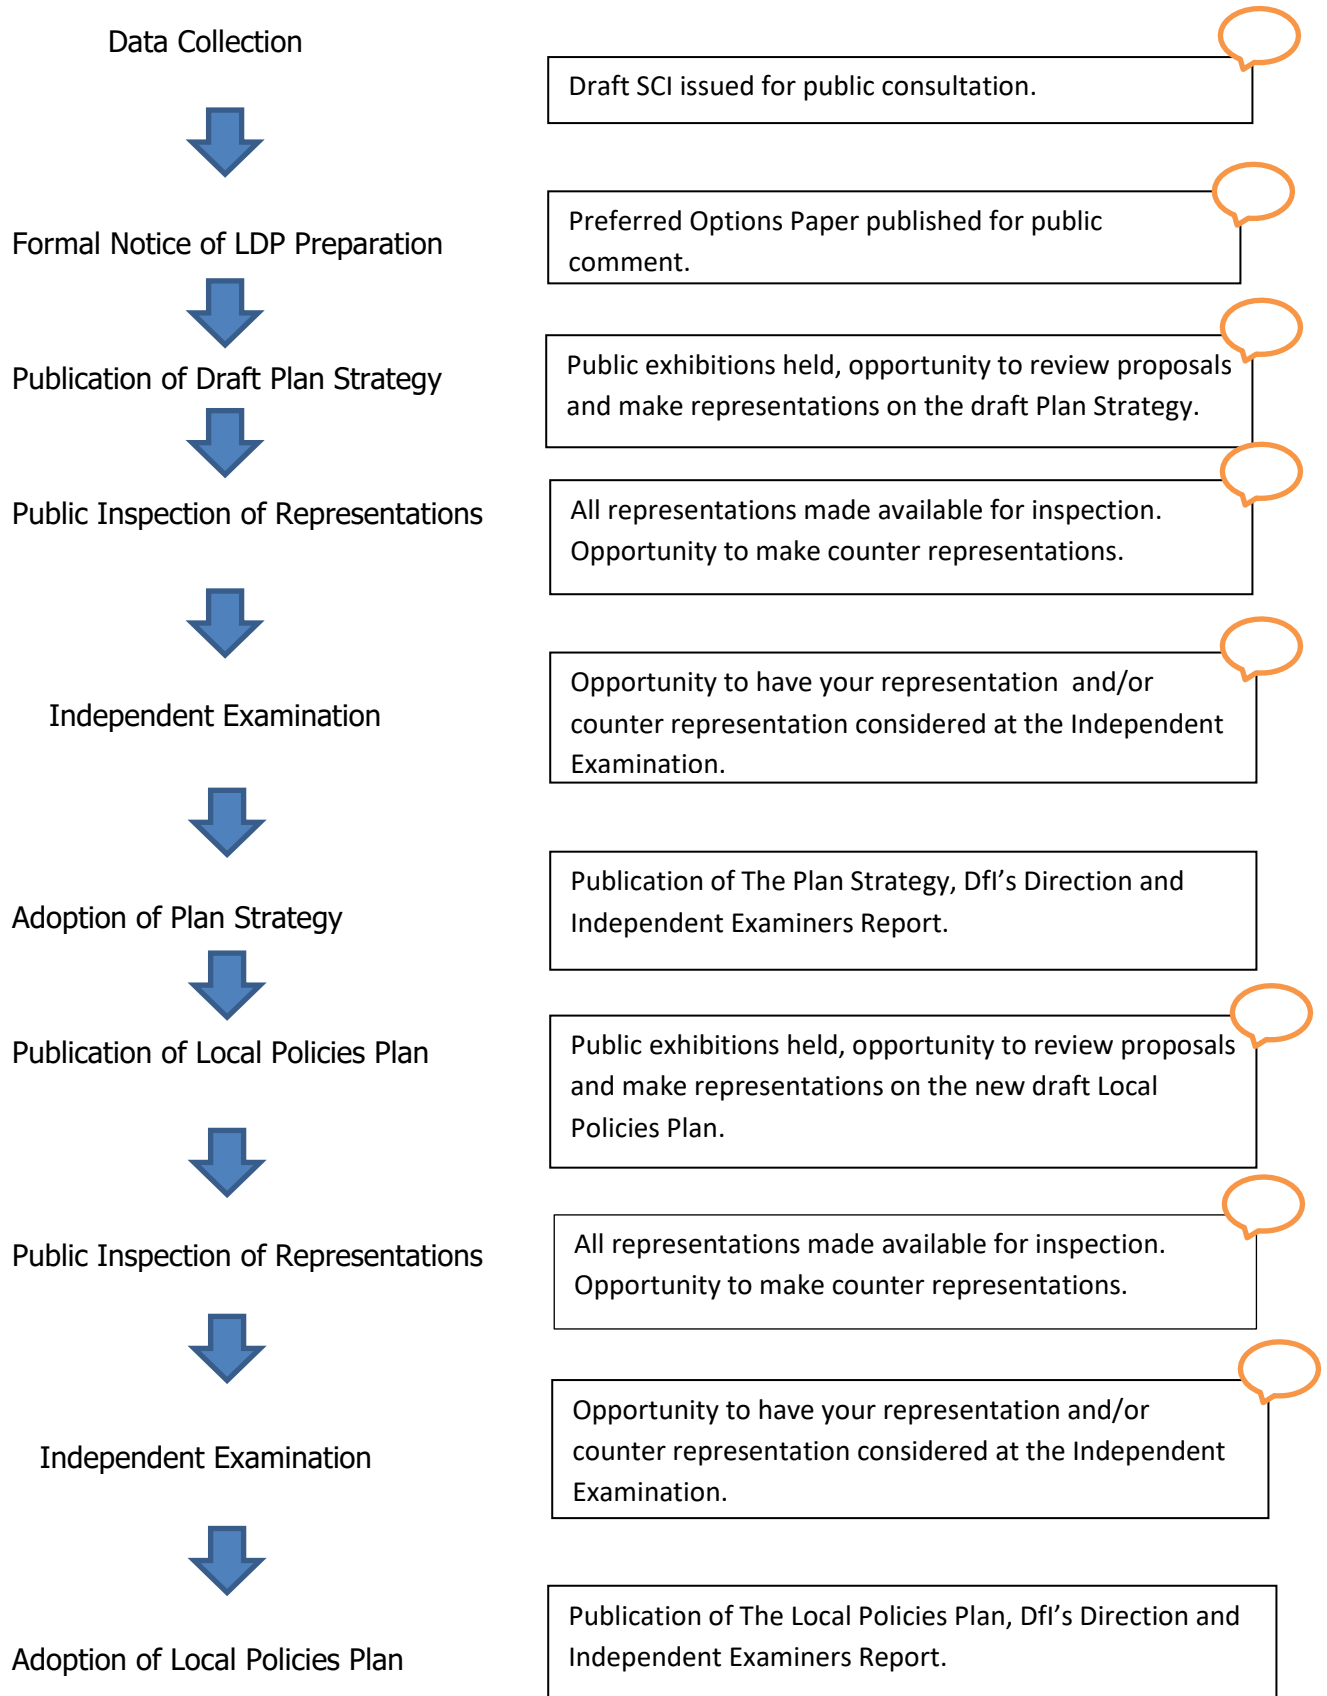 Data Collection
Draft SCI issued for public consultation.
Formal Notice of LDP Preparation
Preferred Options Paper published for public
comment.
Publication of Draft Plan Strategy
Public exhibitions held, opportunity to review proposals
and make representations on the draft Plan Strategy.
Public Inspection of Representations
All representations made available for inspection.
Opportunity to make counter representations.
Independent Examination
Opportunity to have your representation  and/or
counter representation considered at the Independent
Examination.
Adoption of Plan Strategy
Publication of The Plan Strategy, DfI’s Direction and
Independent Examiners Report.
Publication of Local Policies Plan
Public exhibitions held, opportunity to review proposals
and make representations on the new draft Local
Policies Plan.
Public Inspection of Representations
All representations made available for inspection.
Opportunity to make counter representations.
Independent Examination
Opportunity to have your representation and/or
counter representation considered at the Independent
Examination.
Adoption of Local Policies Plan
Publication of The Local Policies Plan, DfI’s Direction and
Independent Examiners Report.